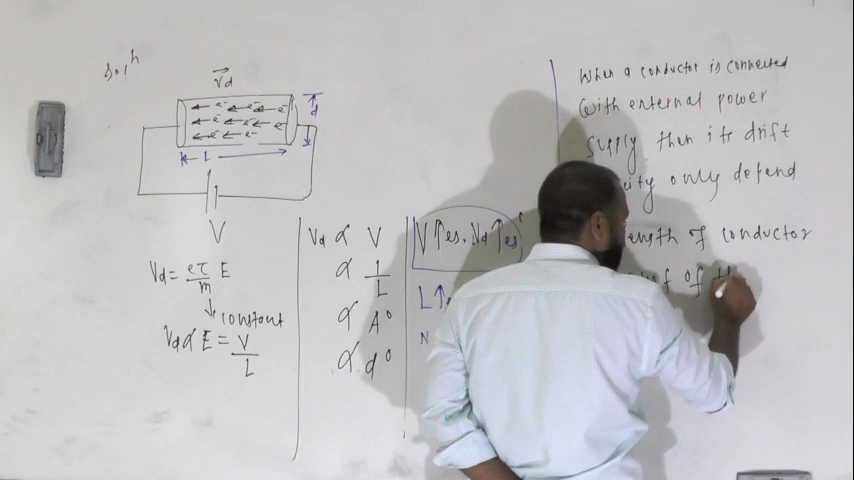 Solⁿ
V⃗d
← e⁻ ← e⁻ ← e⁻
← e⁻ ← e⁻ ← e⁻
← e⁻ ← e⁻
d
L
V
Vd = eτ/m E
↓ constant
Vd ∝ E = V/L
Vd ∝ V
∝ 1/L
∝ A⁰
∝ d⁰
V↑es, Vd↑es
L↑
N
When a conductor is connected
with external power
supply then its drift
only depend
length of conductor
of